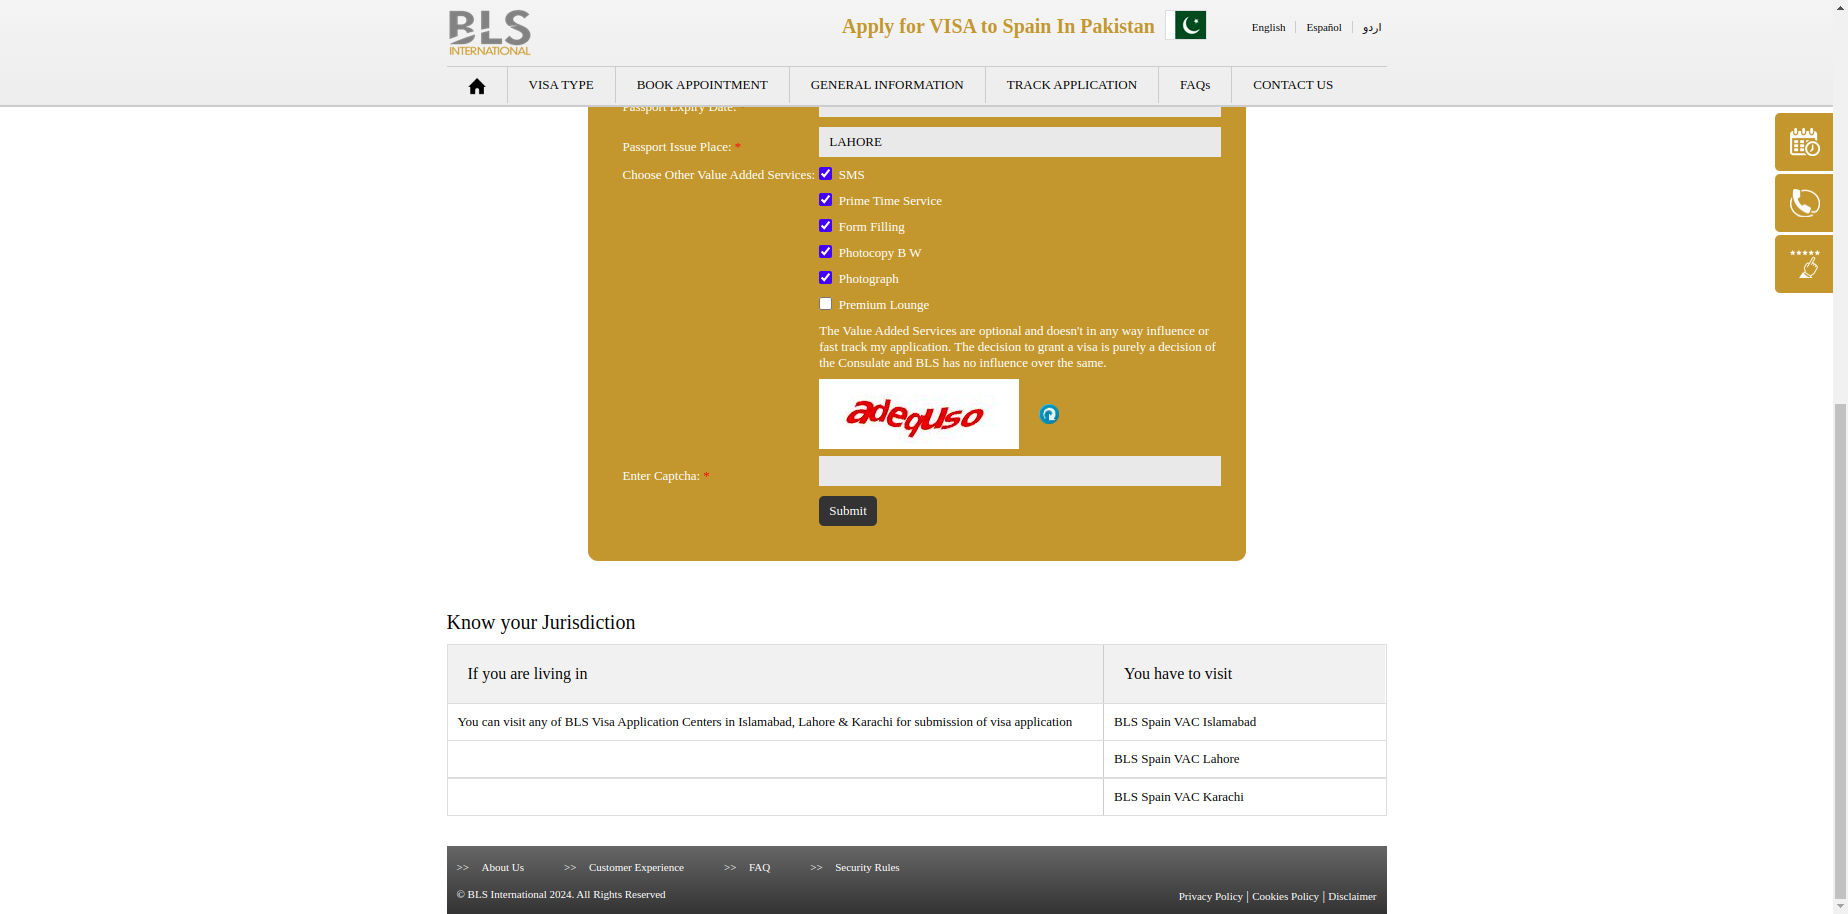 BLS
INTERNATIONAL
Apply for VISA to Spain In Pakistan
English
Español
اردو
VISA TYPE
BOOK APPOINTMENT
GENERAL INFORMATION
TRACK APPLICATION
FAQs
CONTACT US
Passport Expiry Date:
Passport Issue Place: *
LAHORE
Choose Other Value Added Services:
SMS
Prime Time Service
Form Filling
Photocopy B W
Photograph
Premium Lounge
The Value Added Services are optional and doesn't in any way influence or
fast track my application. The decision to grant a visa is purely a decision of
the Consulate and BLS has no influence over the same.
adequso
Enter Captcha: *
Submit
Know your Jurisdiction
If you are living in
You have to visit
You can visit any of BLS Visa Application Centers in Islamabad, Lahore & Karachi for submission of visa application
BLS Spain VAC Islamabad
BLS Spain VAC Lahore
BLS Spain VAC Karachi
>> About Us
>> Customer Experience
>> FAQ
>> Security Rules
© BLS International 2024. All Rights Reserved
Privacy Policy | Cookies Policy | Disclaimer